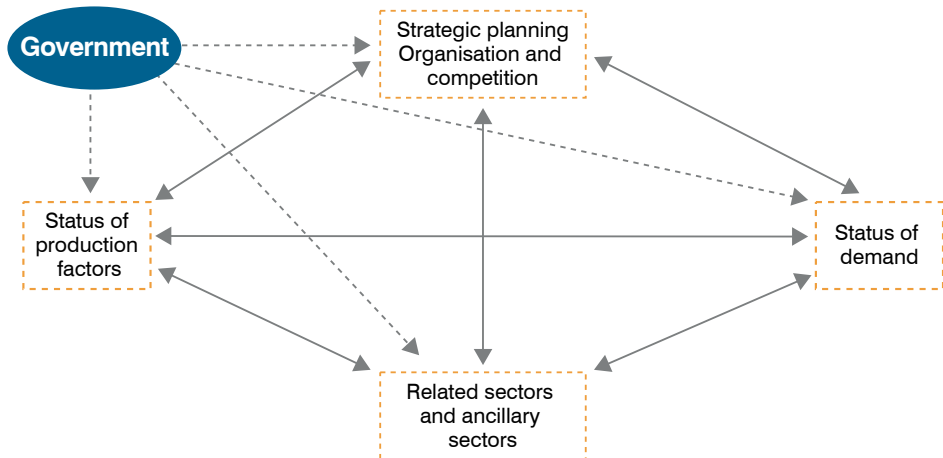 Government
Strategic planning
Organisation and
competition
Status of
production
factors
Status of
demand
Related sectors
and ancillary
sectors